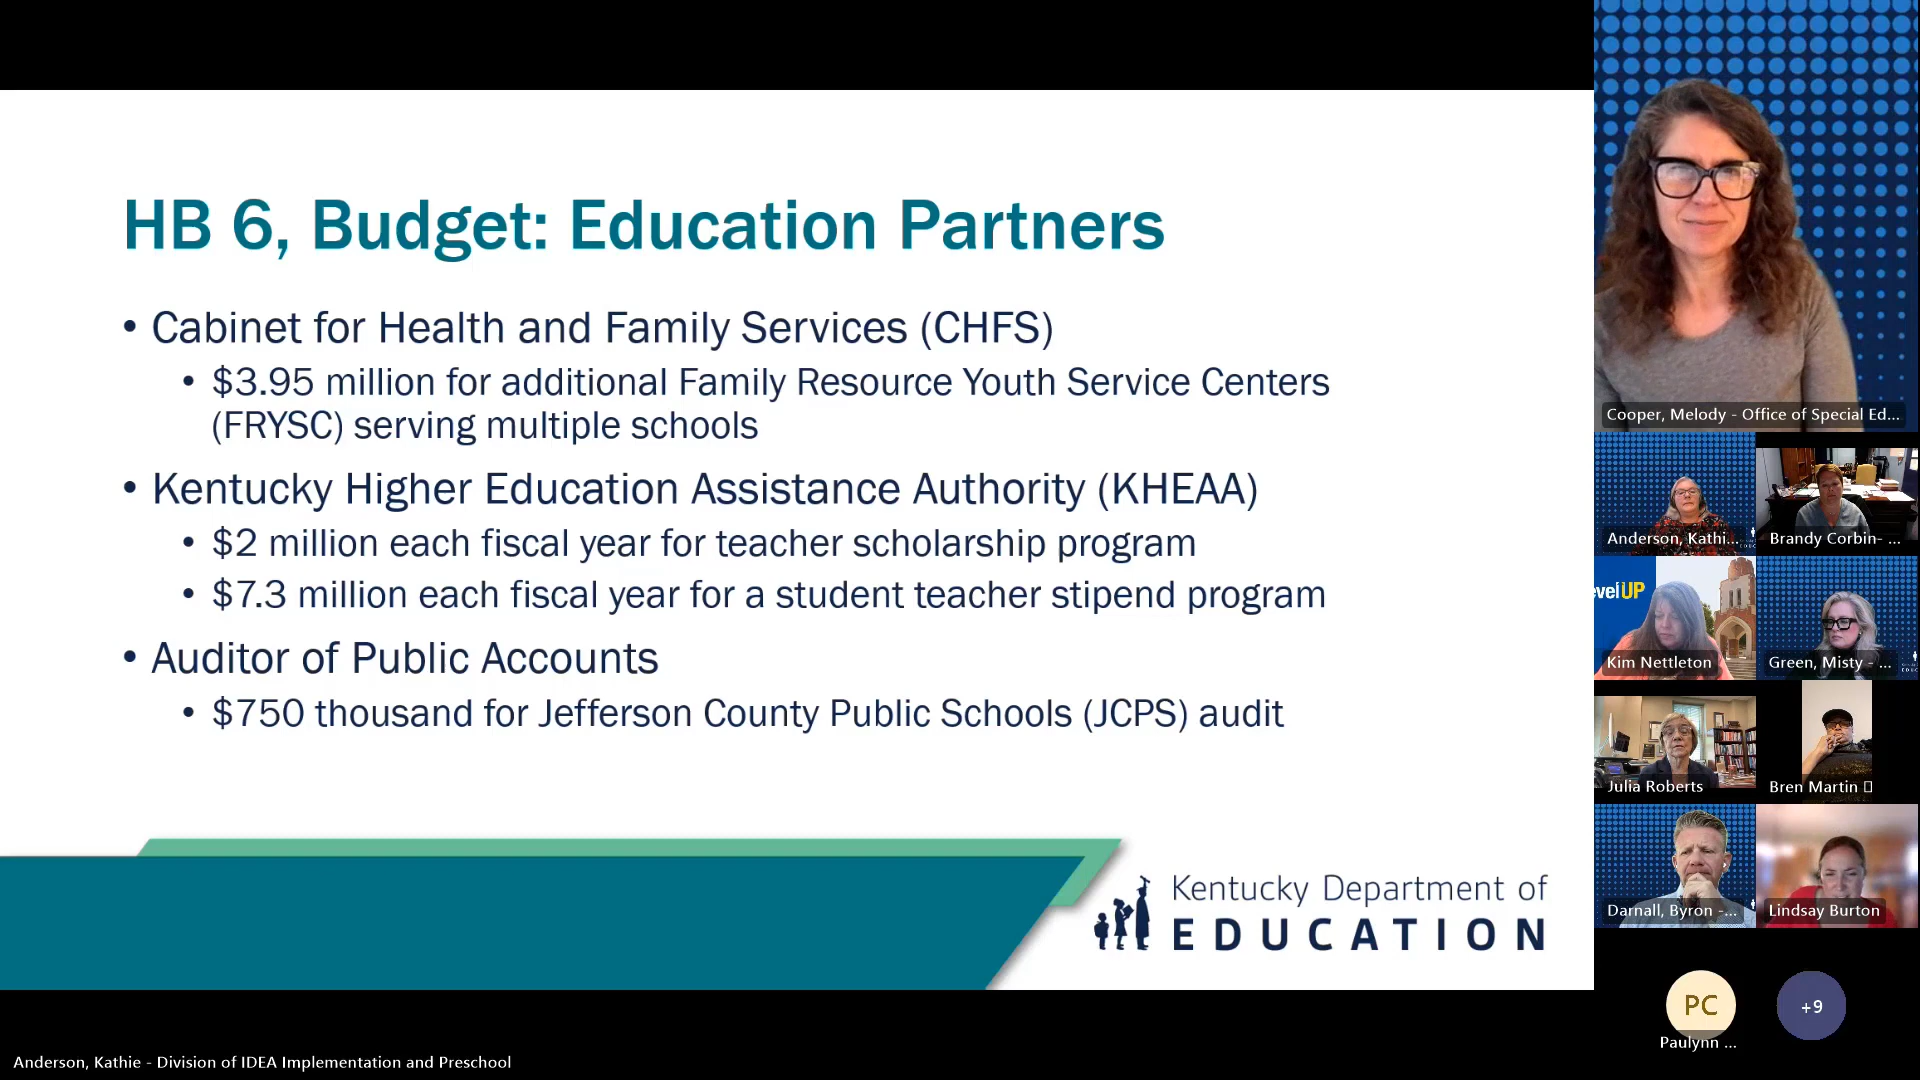 HB 6, Budget: Education Partners
• Cabinet for Health and Family Services (CHFS)
• $3.95 million for additional Family Resource Youth Service Centers
(FRYSC) serving multiple schools
• Kentucky Higher Education Assistance Authority (KHEAA)
• $2 million each fiscal year for teacher scholarship program
• $7.3 million each fiscal year for a student teacher stipend program
• Auditor of Public Accounts
• $750 thousand for Jefferson County Public Schools (JCPS) audit
Kentucky Department of
EDUCATION
Anderson, Kathie - Division of IDEA Implementation and Preschool
Cooper, Melody - Office of Special Ed...
Anderson, Kathi...
Brandy Corbin- ...
evel UP
Kim Nettleton
Green, Misty - ...
Julia Roberts
Bren Martin
Darnall, Byron -...
Lindsay Burton
PC
+9
Paulynn ...